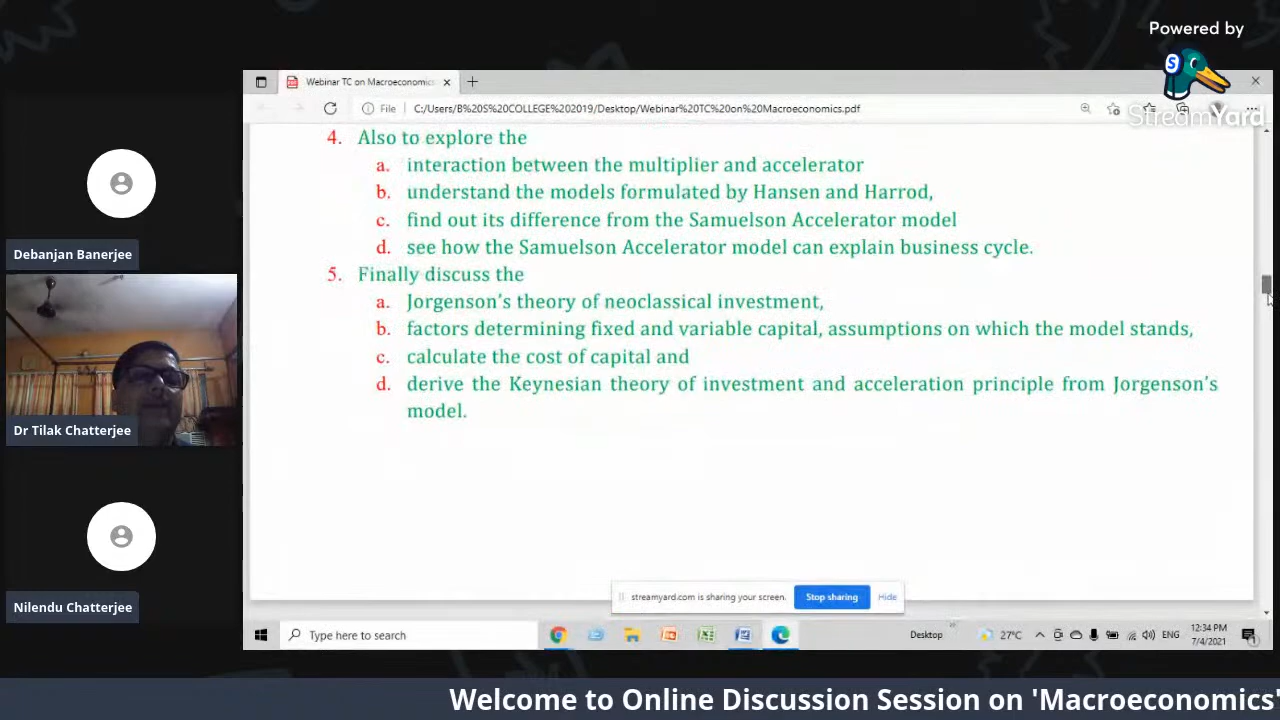 Powered by
StreamYard
Webinar TC on Macroeconomics
File
C:/Users/B%20S%20COLLEGE%202019/Desktop/Webinar%20TC%20on%20Macroeconomics.pdf
4. Also to explore the
a. interaction between the multiplier and accelerator
b. understand the models formulated by Hansen and Harrod,
c. find out its difference from the Samuelson Accelerator model
d. see how the Samuelson Accelerator model can explain business cycle.
5. Finally discuss the
a. Jorgenson's theory of neoclassical investment,
b. factors determining fixed and variable capital, assumptions on which the model stands,
c. calculate the cost of capital and
d. derive the Keynesian theory of investment and acceleration principle from Jorgenson's
model.
Debanjan Banerjee
Dr Tilak Chatterjee
Nilendu Chatterjee
streamyard.com is sharing your screen.
Stop sharing
Hide
Type here to search
Desktop
27°C
ENG
12:34 PM
7/4/2021
Welcome to Online Discussion Session on 'Macroeconomics'